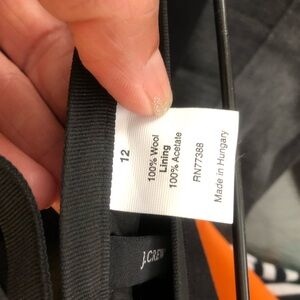 12
100% Wool
Lining
100% Acetate
RN77388
Made in Hungary
J.CREW